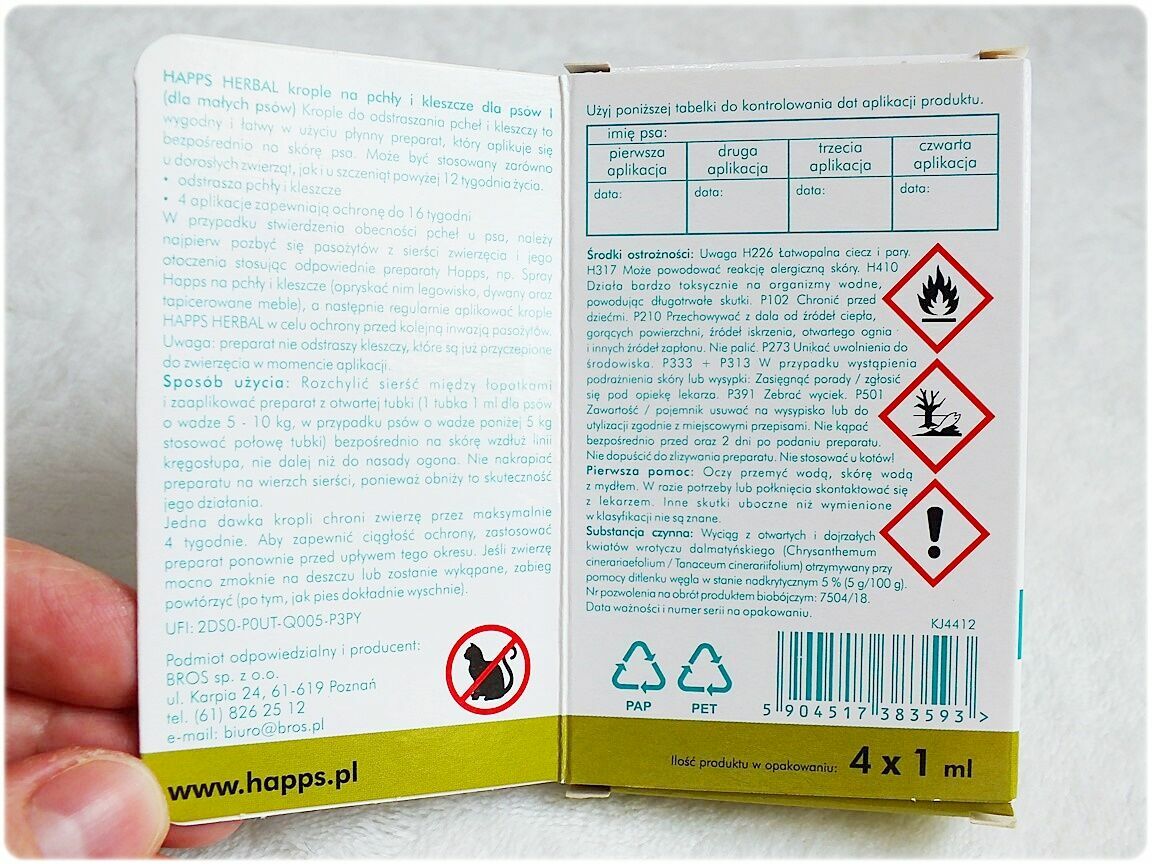 HAPPS HERBAL krople na pchły i kleszcze dla psów I
(dla małych psów) Krople do odstraszania pcheł i kleszczy to
wygodny i łatwy w użyciu płynny preparat, który aplikuje się
bezpośrednio na skórę psa. Może być stosowany zarówno
u dorosłych zwierząt, jak i u szczeniąt powyżej 12 tygodnia życia.
• odstrasza pchły i kleszcze
• 4 aplikacje zapewniają ochronę do 16 tygodni
W przypadku stwierdzenia obecności pcheł u psa, należy
najpierw pozbyć się pasożytów z sierści zwierzęcia i jego
otoczenia stosując odpowiednie preparaty Happs, np. Spray
Happs na pchły i kleszcze (opryskać nim legowisko, dywany oraz
tapicerowane meble), a następnie regularnie aplikować krople
HAPPS HERBAL w celu ochrony przed kolejną inwazją pasożytów.
Uwaga: preparat nie odstraszy kleszczy, które są już przyczepione
do zwierzęcia w momencie aplikacji.
Sposób użycia: Rozchylić sierść między łopatkami
i zaaplikować preparat z otwartej tubki (1 tubka 1 ml dla psów
o wadze 5 - 10 kg, w przypadku psów o wadze poniżej 5 kg
stosować połowę tubki) bezpośrednio na skórę wzdłuż linii
kręgosłupa, nie dalej niż do nasady ogona. Nie nakrapiać
preparatu na wierzch sierści, ponieważ obniży to skuteczność
jego działania.
Jedna dawka kropli chroni zwierzę przez maksymalnie
4 tygodnie. Aby zapewnić ciągłość ochrony, zastosować
preparat ponownie przed upływem tego okresu. Jeśli zwierzę
mocno zmoknie na deszczu lub zostanie wykąpane, zabieg
powtórzyć (po tym, jak pies dokładnie wyschnie).
UFI: 2DS0-P0UT-Q005-P3PY
Podmiot odpowiedzialny i producent:
BROS sp. z o.o.
ul. Karpia 24, 61-619 Poznań
tel. (61) 826 25 12
e-mail: biuro@bros.pl
www.happs.pl
Użyj poniższej tabelki do kontrolowania dat aplikacji produktu.
imię psa:
pierwsza aplikacja druga aplikacja trzecia aplikacja czwarta aplikacja
data: data: data: data:
Środki ostrożności: Uwaga H226 Łatwopalna ciecz i pary.
H317 Może powodować reakcję alergiczną skóry. H410
Działa bardzo toksycznie na organizmy wodne,
powodując długotrwałe skutki. P102 Chronić przed
dziećmi. P210 Przechowywać z dala od źródeł ciepła,
gorących powierzchni, źródeł iskrzenia, otwartego ognia
i innych źródeł zapłonu. Nie palić. P273 Unikać uwolnienia do
środowiska. P333 + P313 W przypadku wystąpienia
podrażnienia skóry lub wysypki: Zasięgnąć porady / zgłosić
się pod opiekę lekarza. P391 Zebrać wyciek. P501
Zawartość / pojemnik usuwać na wysypisko lub do
utylizacji zgodnie z miejscowymi przepisami. Nie kąpać
bezpośrednio przed oraz 2 dni po podaniu preparatu.
Nie dopuścić do zlizywania preparatu. Nie stosować u kotów!
Pierwsza pomoc: Oczy przemyć wodą, skórę wodą
z mydłem. W razie potrzeby lub połknięcia skontaktować się
z lekarzem. Inne skutki uboczne niż wymienione
w klasyfikacji nie są znane.
Substancja czynna: Wyciąg z otwartych i dojrzałych
kwiatów wrotyczu dalmatyńskiego (Chrysanthemum
cineranaefolium / Tanaceum cinerariifolium) otrzymywany przy
pomocy ditlenku węgla w stanie nadkrytycznym 5 % (5 g/100 g).
Nr pozwolenia na obrót produktem biobójczym: 7504/18.
Data ważności i numer serii na opakowaniu.
KJ4412
PAP PET
5 904517 383593 >
Ilość produktu w opakowaniu: 4 x 1 ml